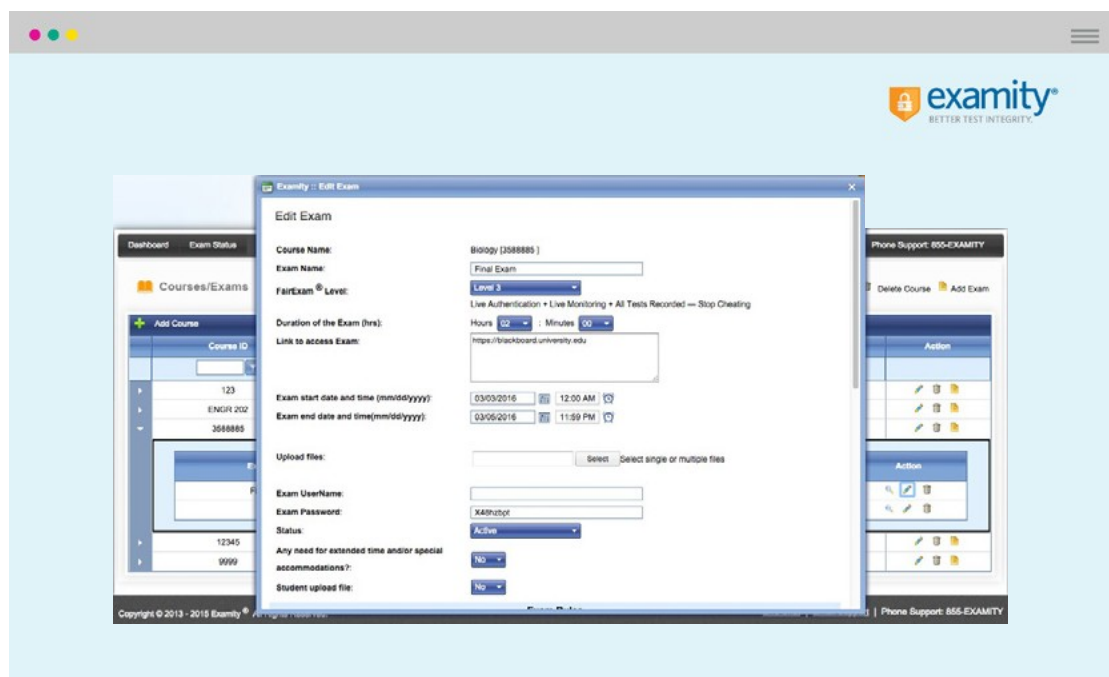 examity®
BETTER TEST INTEGRITY.
Examity :: Edit Exam
Edit Exam
Dashboard Exam Status
Phone Support: 855-EXAMITY
Courses/Exams
Delete Course Add Exam
Add Course
Course ID
Action
123
ENGR 202
3588885
Action
12345
9999
Course Name: Biology [3588885 ]
Exam Name: Final Exam
FairExam ® Level: Level 3
Live Authentication + Live Monitoring + All Tests Recorded — Stop Cheating
Duration of the Exam (hrs): Hours 02 : Minutes 00
Link to access Exam: https://blackboard.university.edu
Exam start date and time (mm/dd/yyyy): 03/03/2016 12:00 AM
Exam end date and time(mm/dd/yyyy): 03/05/2016 11:59 PM
Upload files: Select Select single or multiple files
Exam UserName:
Exam Password: X48hzbpt
Status: Active
Any need for extended time and/or special
accommodations?: No
Student upload file: No
Exam Rules
Copyright © 2013 - 2015 Examity ®
| Phone Support: 855-EXAMITY